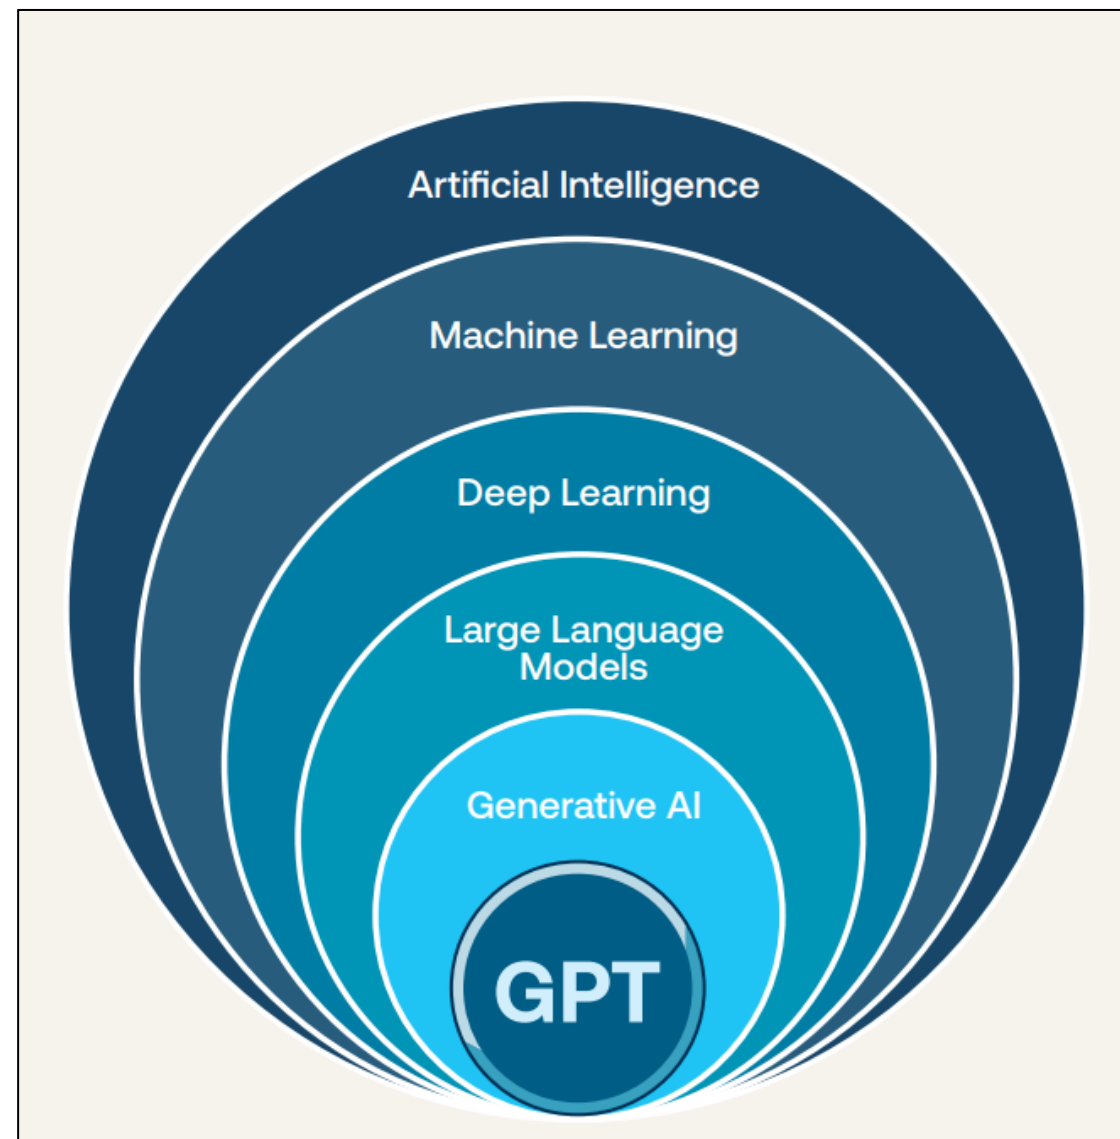 Artificial Intelligence
Machine Learning
Deep Learning
Large Language
Models
Generative AI
GPT